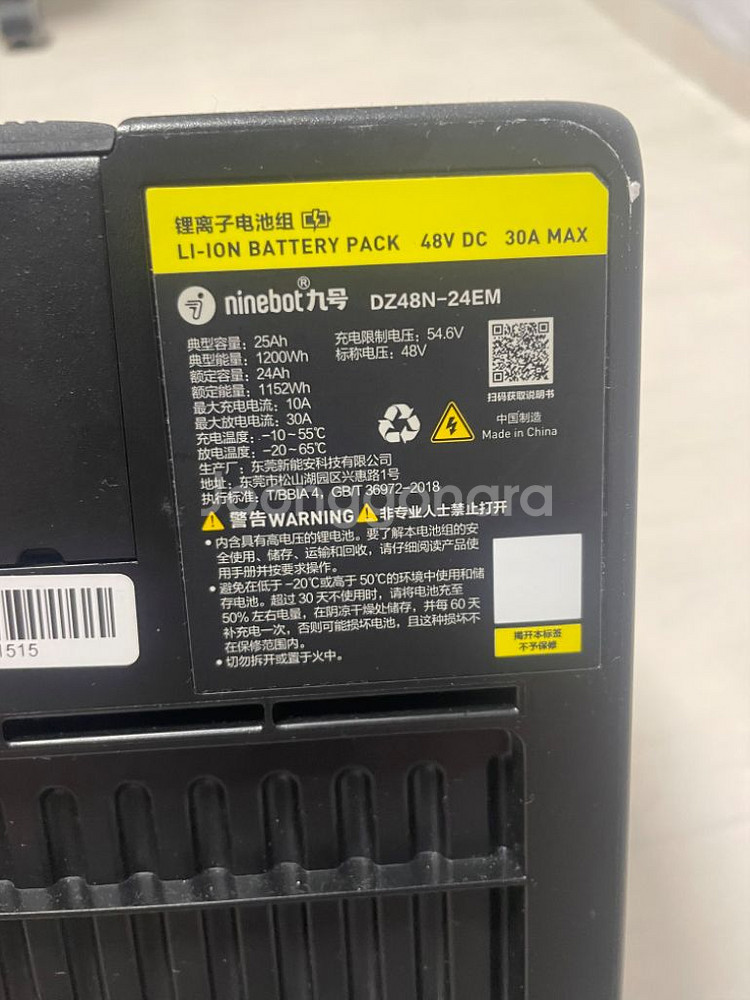 锂离子电池组
LI-ION BATTERY PACK 48V DC 30A MAX
ninebot®九号 DZ48N-24EM
典型容量：25Ah 充电限制电压：54.6V
典型能量：1200Wh 标称电压：48V
额定容量：24Ah
额定能量：1152Wh
最大充电电流：10A
最大放电电流：30A
充电温度：-10~55℃
放电温度：-20~65℃
生产厂：东莞新能安科技有限公司
地址：东莞市松山湖园区兴惠路1号
执行标准：T/BBIA 4，GB/T 36972-2018
扫码获取说明书
中国制造
Made in China
joonggonara
警告WARNING 非专业人士禁止打开
• 内含具有高电压的锂电池。要了解本电池组的安
全使用、储存、运输和回收，请仔细阅读产品使
用手册并按要求操作。
• 避免在低于 -20℃或高于 50℃的环境中使用和储
存电池。超过 30 天不使用时，请将电池充至
50% 左右电量，在阴凉干燥处储存，并每 60 天
补充电一次，否则可能损坏电池，且这种损坏不
在保修范围内。
• 切勿拆开或置于火中。
揭开本标签
不予保修
1515